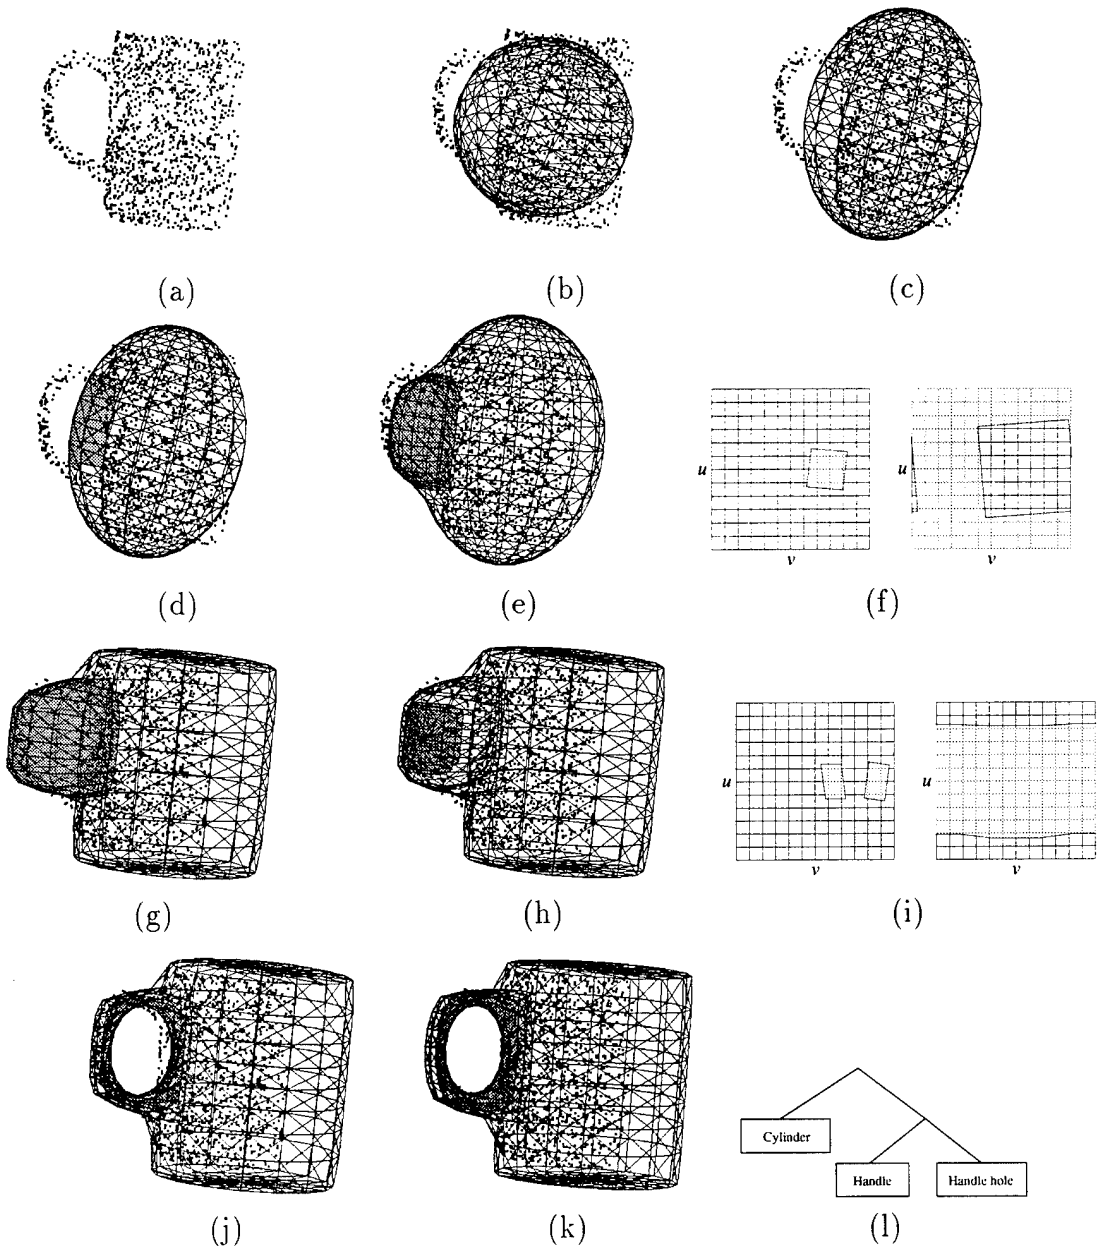 (a)
(b)
(c)
u
v
u
v
(d)
(e)
(f)
u
v
u
v
(g)
(h)
(i)
Cylinder
Handle
Handle hole
(j)
(k)
(l)